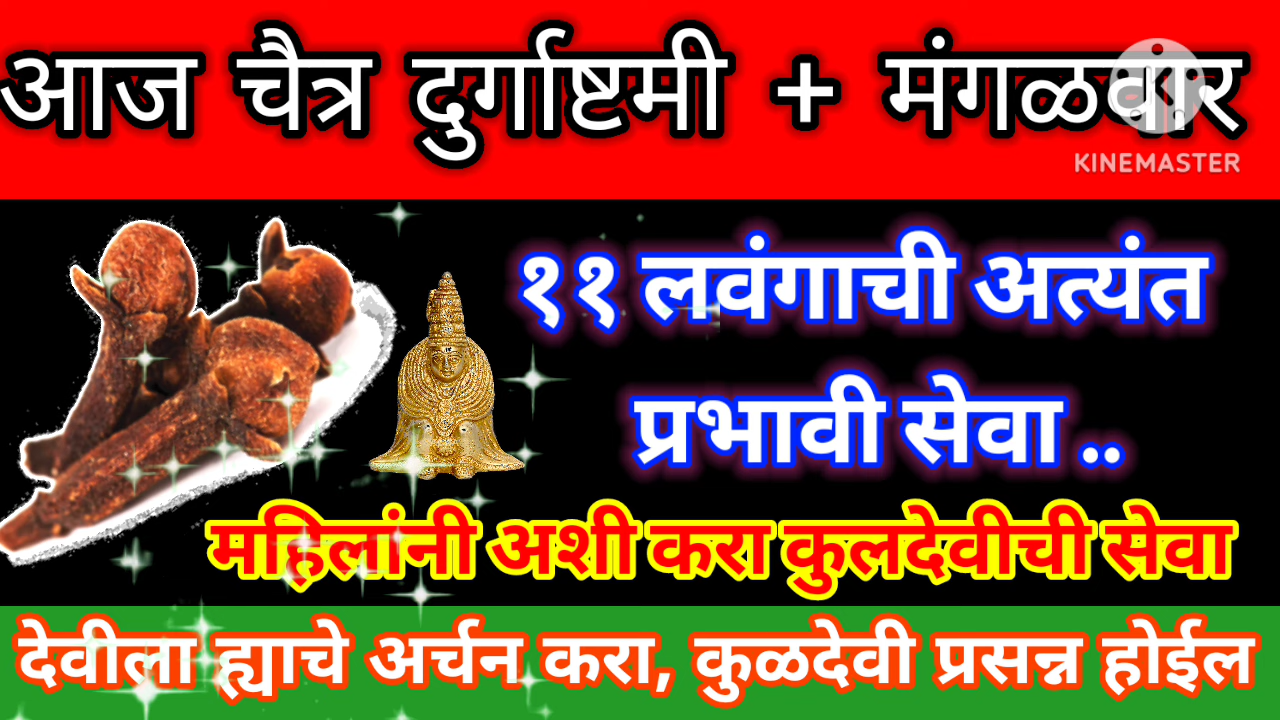 आज चैत्र दुर्गाष्टमी + मंगळवार
KINEMASTER
११ लवंगाची अत्यंत
प्रभावी सेवा ..
महिलांनी अशी करा कुलदेवीची सेवा
देवीला ह्याचे अर्चन करा, कुळदेवी प्रसन्न होईल